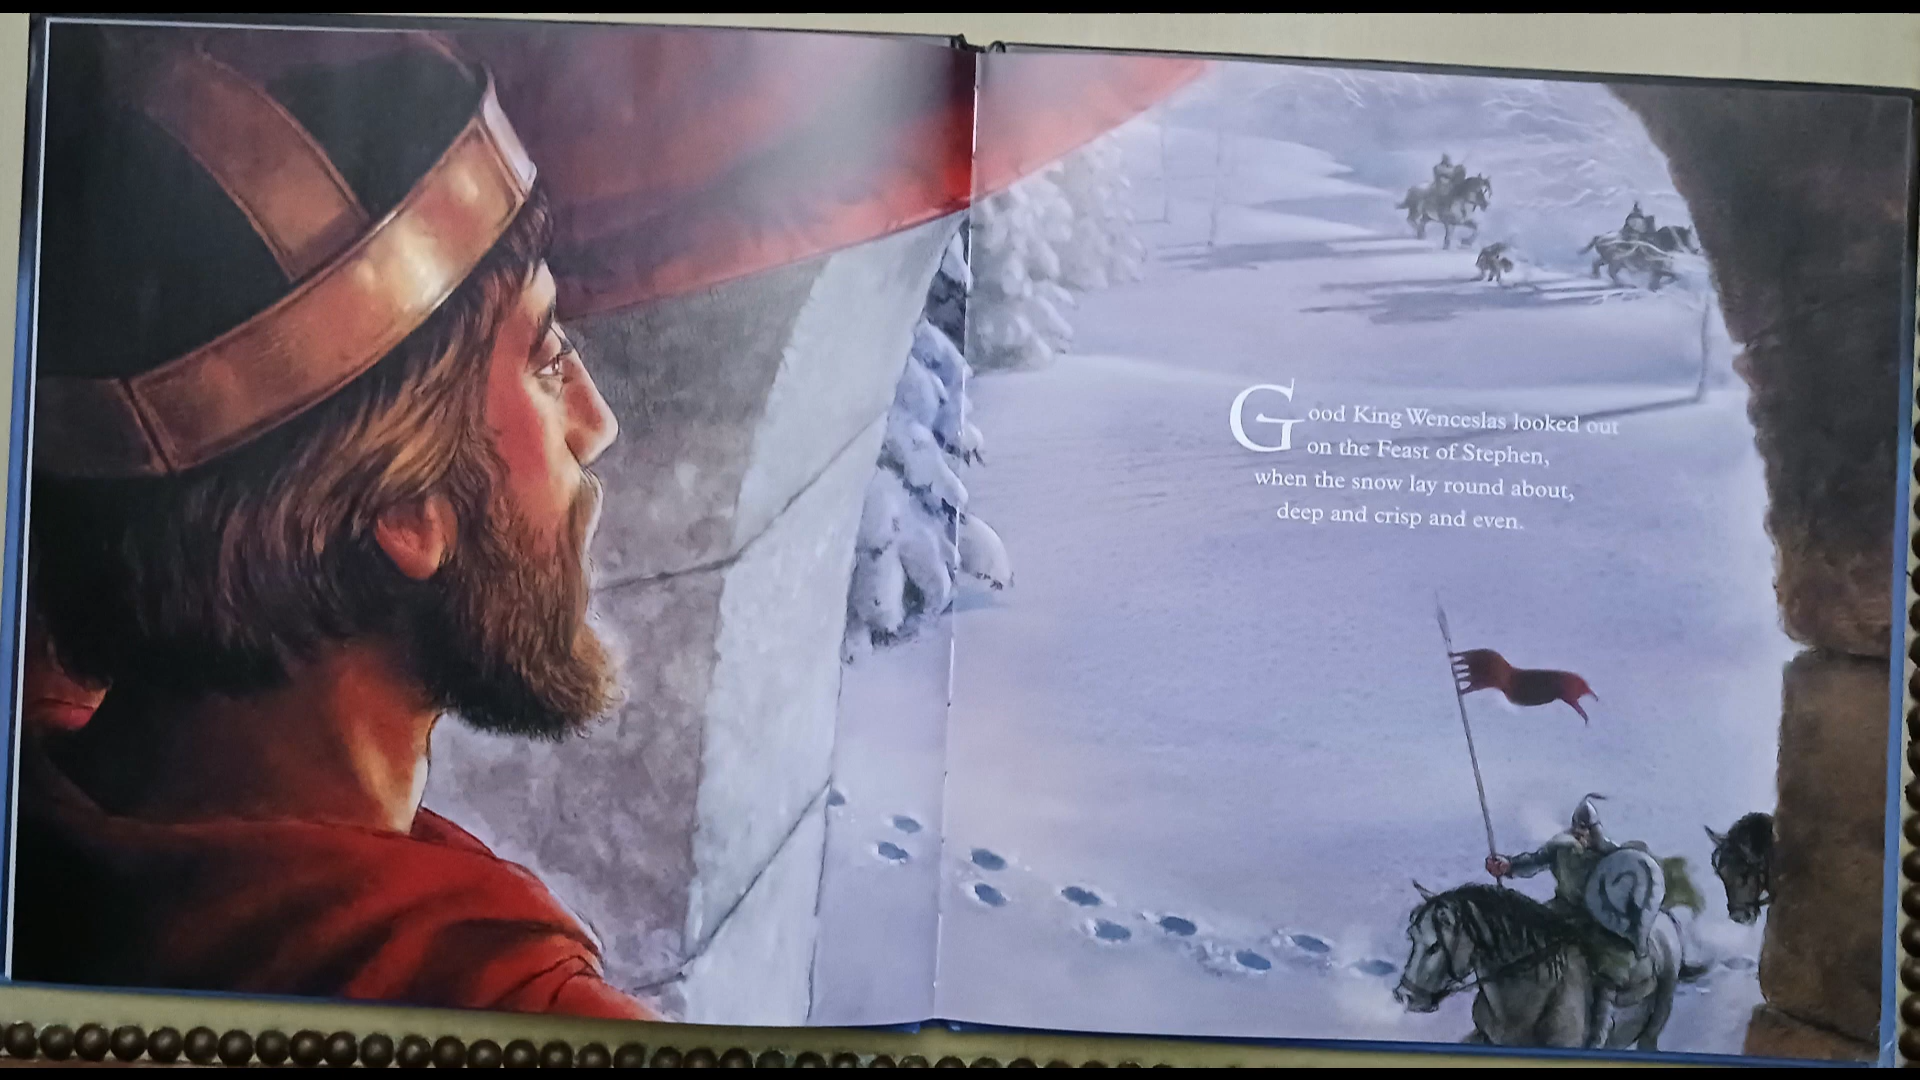 Good King Wenceslas looked out
on the Feast of Stephen,
when the snow lay round about,
deep and crisp and even.